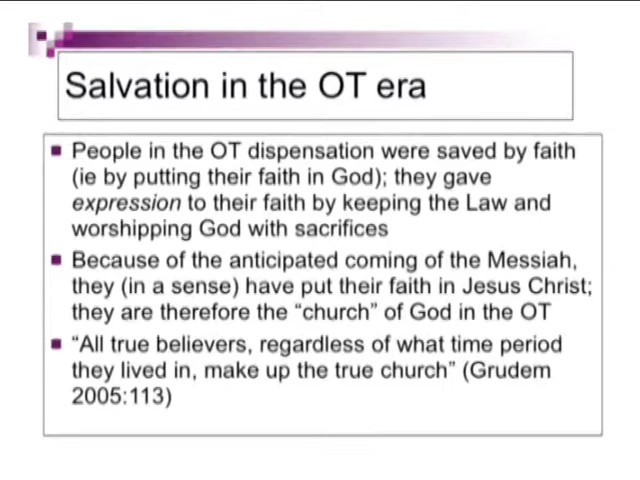 Salvation in the OT era
People in the OT dispensation were saved by faith
(ie by putting their faith in God); they gave
expression to their faith by keeping the Law and
worshipping God with sacrifices
Because of the anticipated coming of the Messiah,
they (in a sense) have put their faith in Jesus Christ;
they are therefore the “church” of God in the OT
“All true believers, regardless of what time period
they lived in, make up the true church” (Grudem
2005:113)